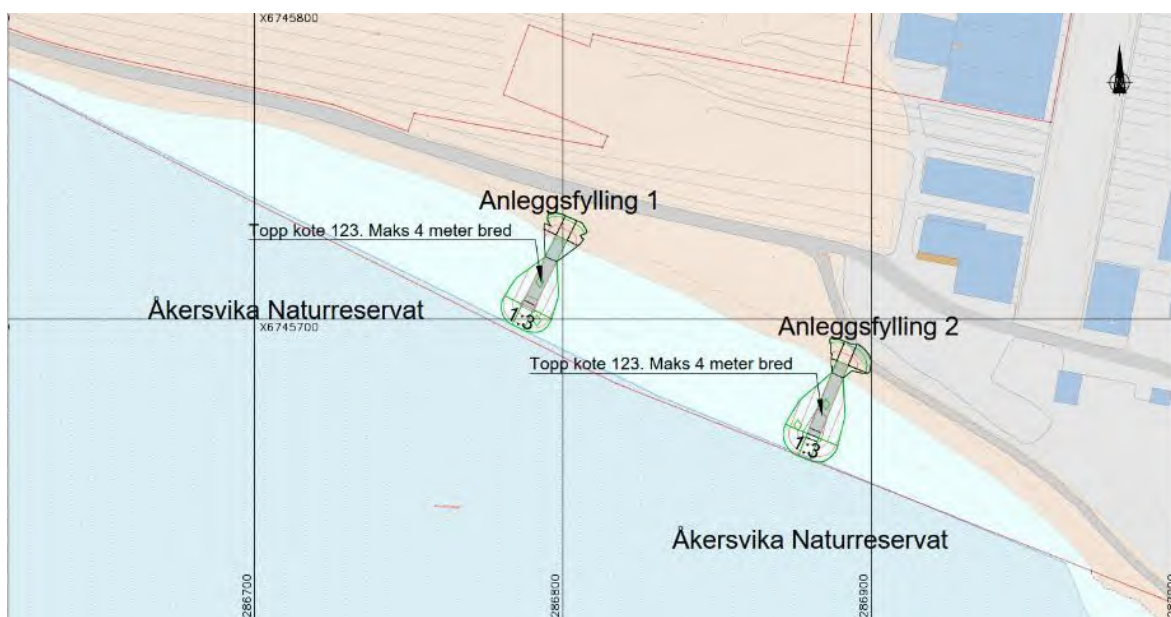 X6745800
Anleggsfylling 1
Topp kote 123. Maks 4 meter bred
Åkersvika Naturreservat
1:3
X6745700
Anleggsfylling 2
Topp kote 123. Maks 4 meter bred
1:3
Åkersvika Naturreservat
286700
286800
286900